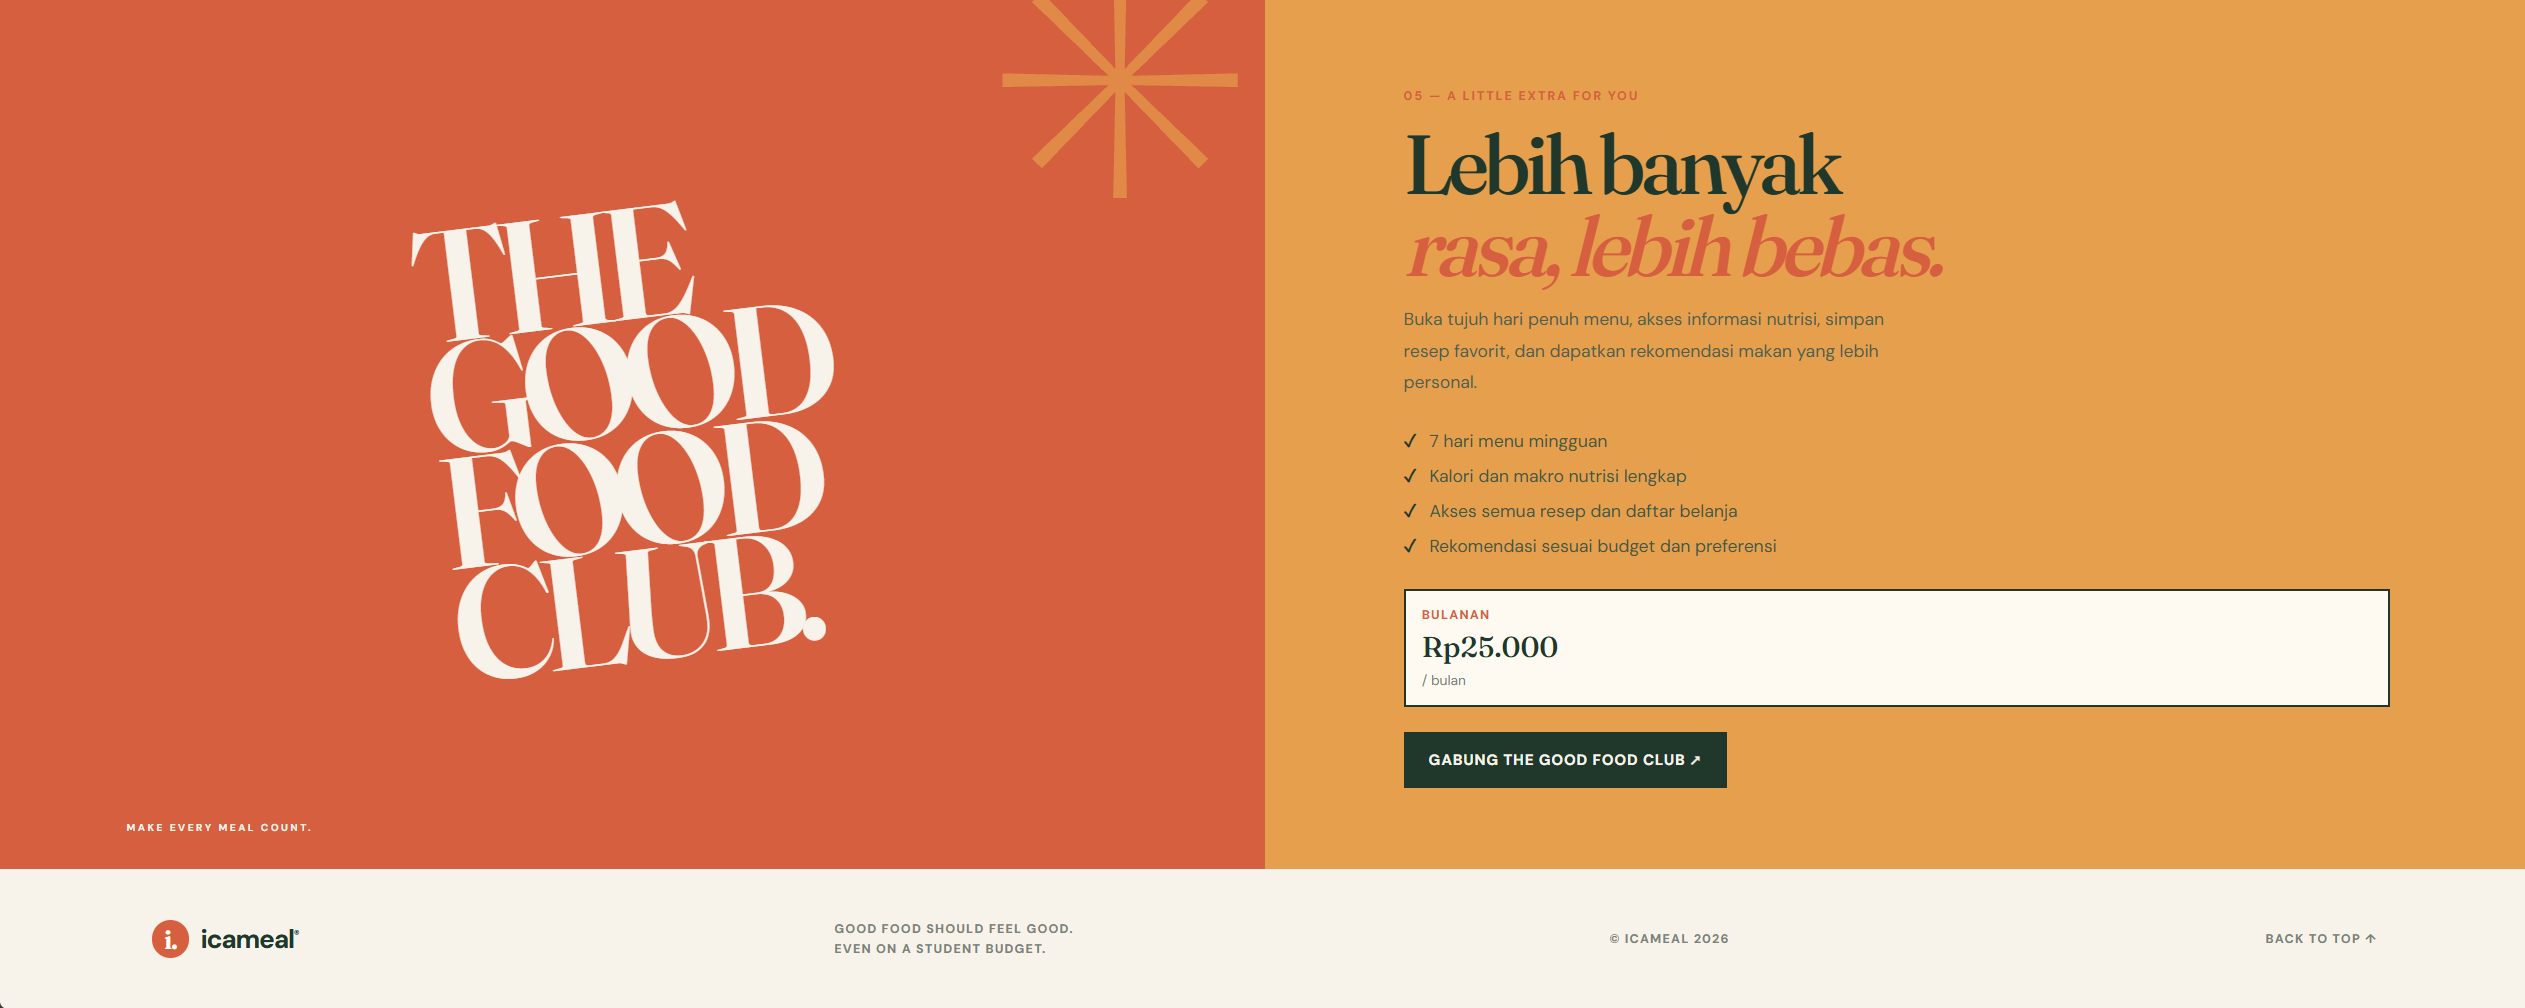 THE
GOOD
FOOD
CLUB.
MAKE EVERY MEAL COUNT.
05 — A LITTLE EXTRA FOR YOU
Lebih banyak
rasa, lebih bebas.
Buka tujuh hari penuh menu, akses informasi nutrisi, simpan
resep favorit, dan dapatkan rekomendasi makan yang lebih
personal.
✓ 7 hari menu mingguan
✓ Kalori dan makro nutrisi lengkap
✓ Akses semua resep dan daftar belanja
✓ Rekomendasi sesuai budget dan preferensi
BULANAN
Rp25.000
/ bulan
GABUNG THE GOOD FOOD CLUB ↗
i. icameal®
GOOD FOOD SHOULD FEEL GOOD.
EVEN ON A STUDENT BUDGET.
© ICAMEAL 2026
BACK TO TOP ↑